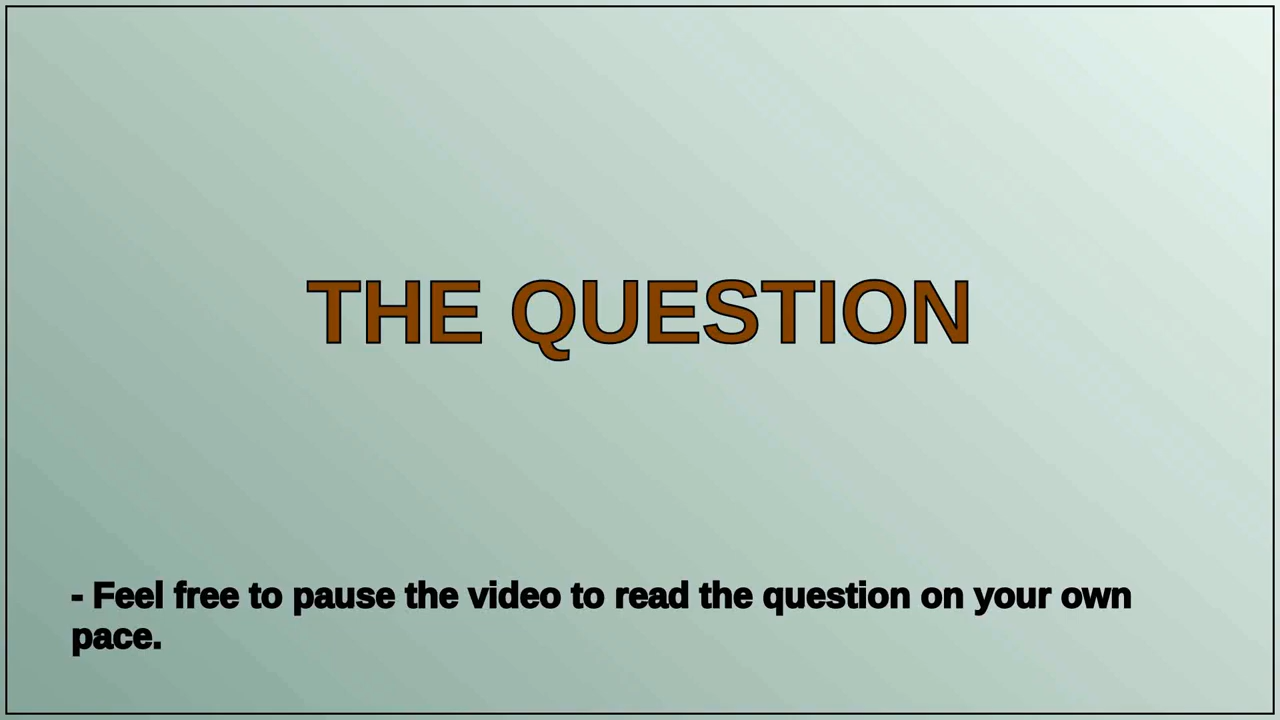 THE QUESTION
- Feel free to pause the video to read the question on your own
pace.